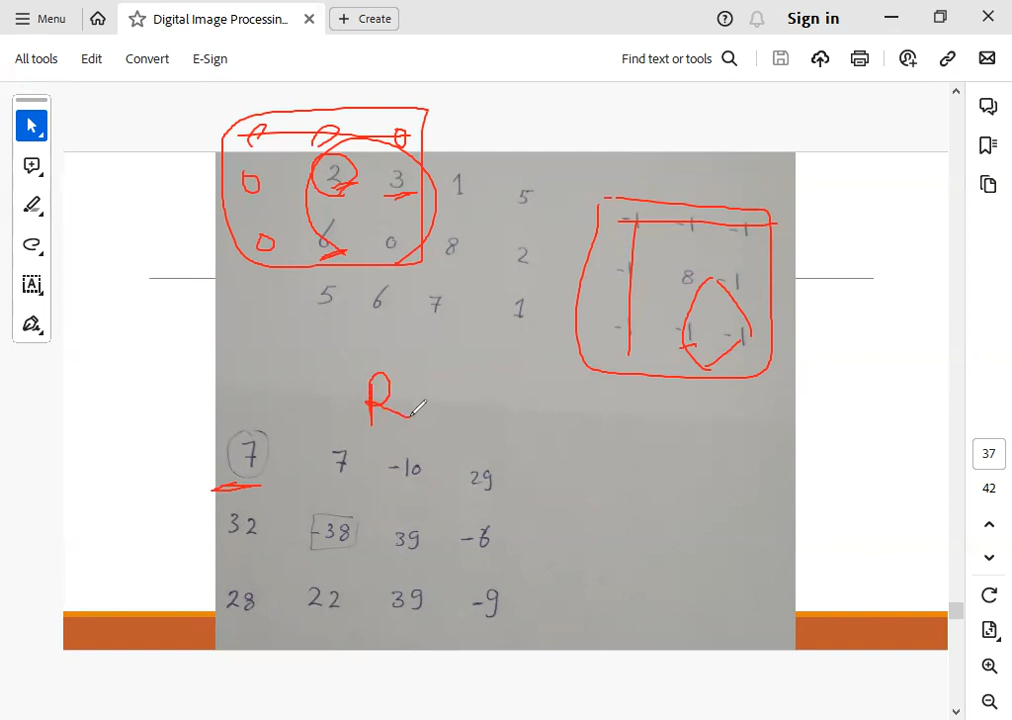 Menu Digital Image Processin... Create Sign in
All tools Edit Convert E-Sign Find text or tools
0 0 0
0 2 3 1 5
0 6 0 8 2
5 6 7 1
-1 -1 -1
-1 8 -1
-1 -1 -1
R
7 7 -10 29
32 -38 39 -6
28 22 39 -9
37
42